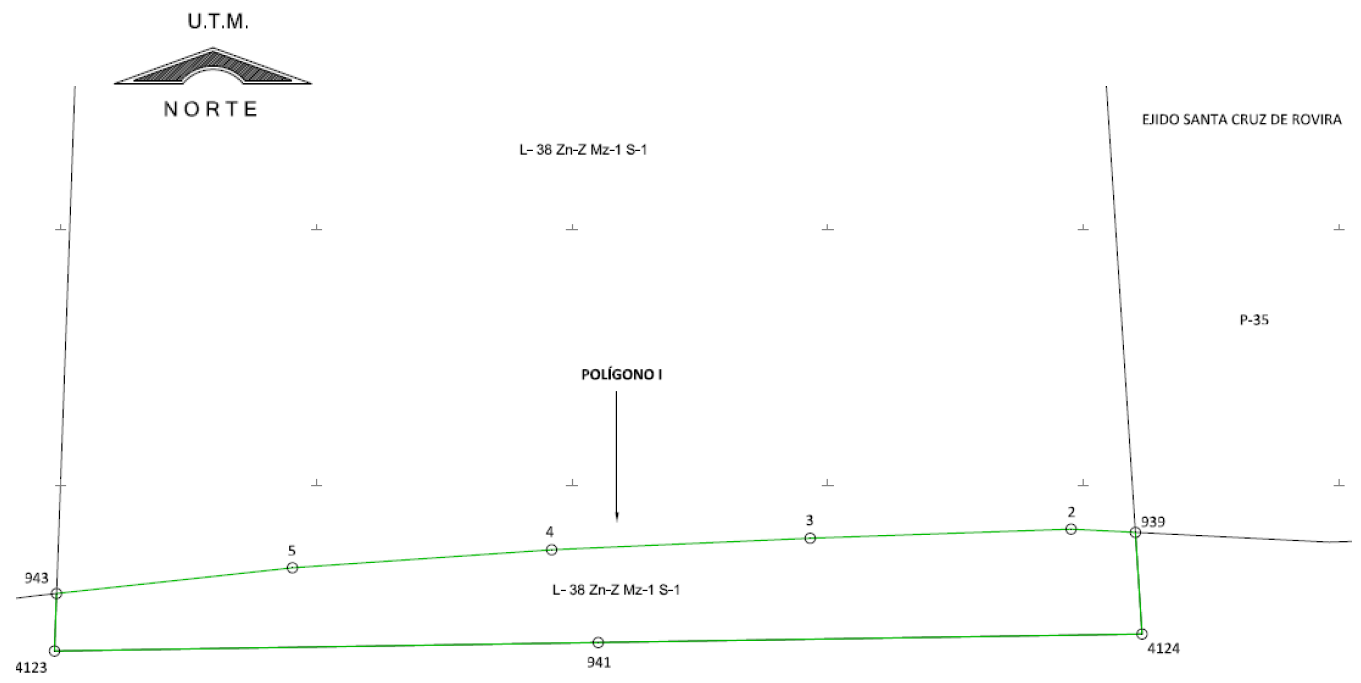 U.T.M.
NORTE
EJIDO SANTA CRUZ DE ROVIRA
L- 38 Zn-Z Mz-1 S-1
P-35
POLÍGONO I
2
939
3
4
5
943
L- 38 Zn-Z Mz-1 S-1
4124
941
4123